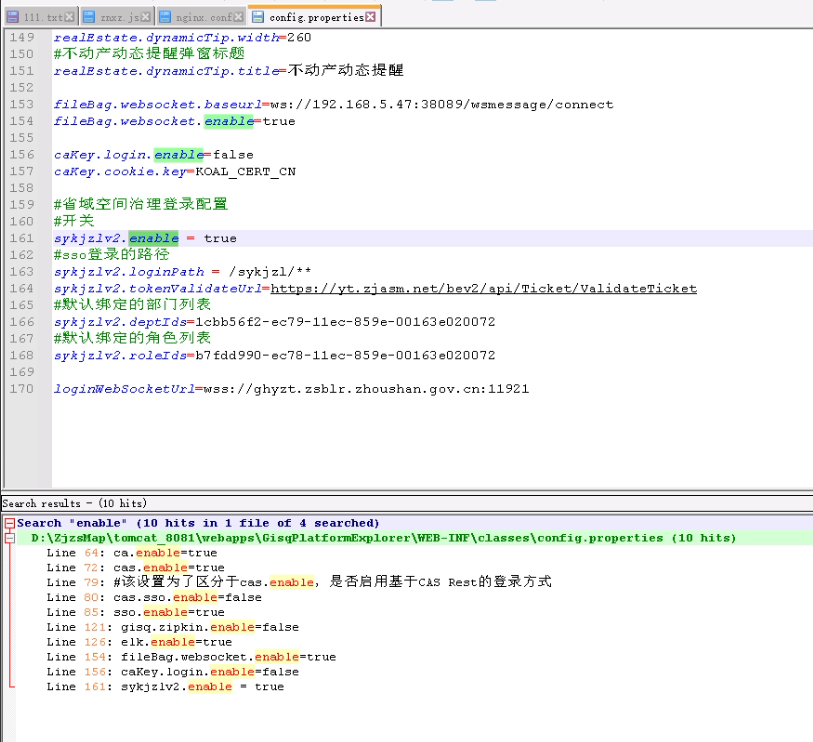 111.txt znxz.js nginx.conf config.properties
149 realEstate.dynamicTip.width=260
150 #不动产动态提醒弹窗标题
151 realEstate.dynamicTip.title=不动产动态提醒
152
153 fileBag.websocket.baseurl=ws://192.168.5.47:38089/wsmessage/connect
154 fileBag.websocket.enable=true
155
156 caKey.login.enable=false
157 caKey.cookie.key=KOAL_CERT_CN
158
159 #省域空间治理登录配置
160 #开关
161 sykjzlv2.enable = true
162 #sso登录的路径
163 sykjzlv2.loginPath = /sykjzl/**
164 sykjzlv2.tokenValidateUrl=https://yt.zjasm.net/bev2/api/Ticket/ValidateTicket
165 #默认绑定的部门列表
166 sykjzlv2.deptIds=1cbb56f2-ec79-11ec-859e-00163e020072
167 #默认绑定的角色列表
168 sykjzlv2.roleIds=b7fdd990-ec78-11ec-859e-00163e020072
169
170 loginWebSocketUrl=wss://ghyzt.zsblr.zhoushan.gov.cn:11921
Search results - (10 hits)
Search "enable" (10 hits in 1 file of 4 searched)
D:\ZjzsMap\tomcat_8081\webapps\GisqPlatformExplorer\WEB-INF\classes\config.properties (10 hits)
Line 64: ca.enable=true
Line 72: cas.enable=true
Line 79: #该设置为了区分于cas.enable，是否启用基于CAS Rest的登录方式
Line 80: cas.sso.enable=false
Line 85: sso.enable=true
Line 121: gisq.zipkin.enable=false
Line 126: elk.enable=true
Line 154: fileBag.websocket.enable=true
Line 156: caKey.login.enable=false
Line 161: sykjzlv2.enable = true